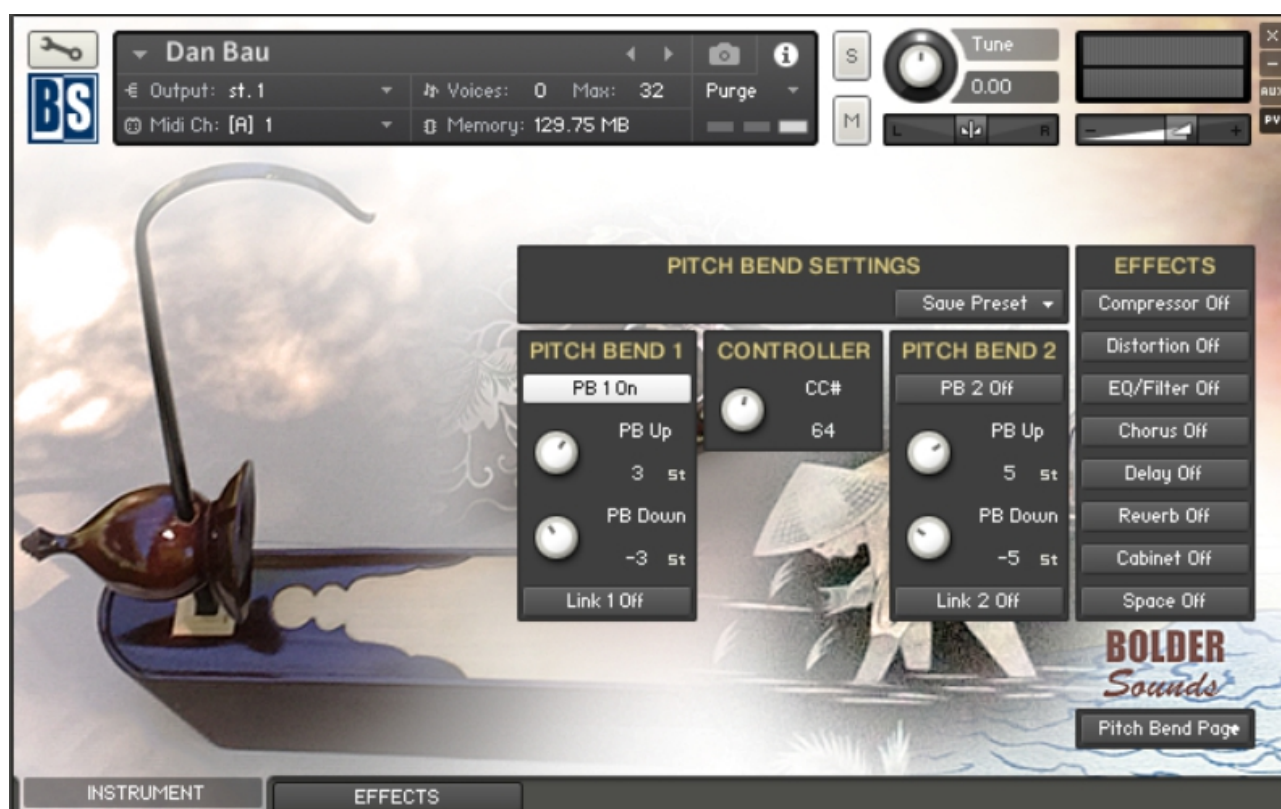 Dan Bau
Output: st.1
Voices: 0 Max: 32
Purge
Midi Ch: [A] 1
Memory: 129.75 MB
BS
S
M
Tune
0.00
L
R
-
+
×
-
AUX
PV
PITCH BEND SETTINGS
Save Preset
PITCH BEND 1
PB 1 On
PB Up
3 St
PB Down
-3 St
Link 1 Off
CONTROLLER
CC#
64
PITCH BEND 2
PB 2 Off
PB Up
5 St
PB Down
-5 St
Link 2 Off
EFFECTS
Compressor Off
Distortion Off
EQ/Filter Off
Chorus Off
Delay Off
Reverb Off
Cabinet Off
Space Off
BOLDER
Sounds
Pitch Bend Page
INSTRUMENT
EFFECTS